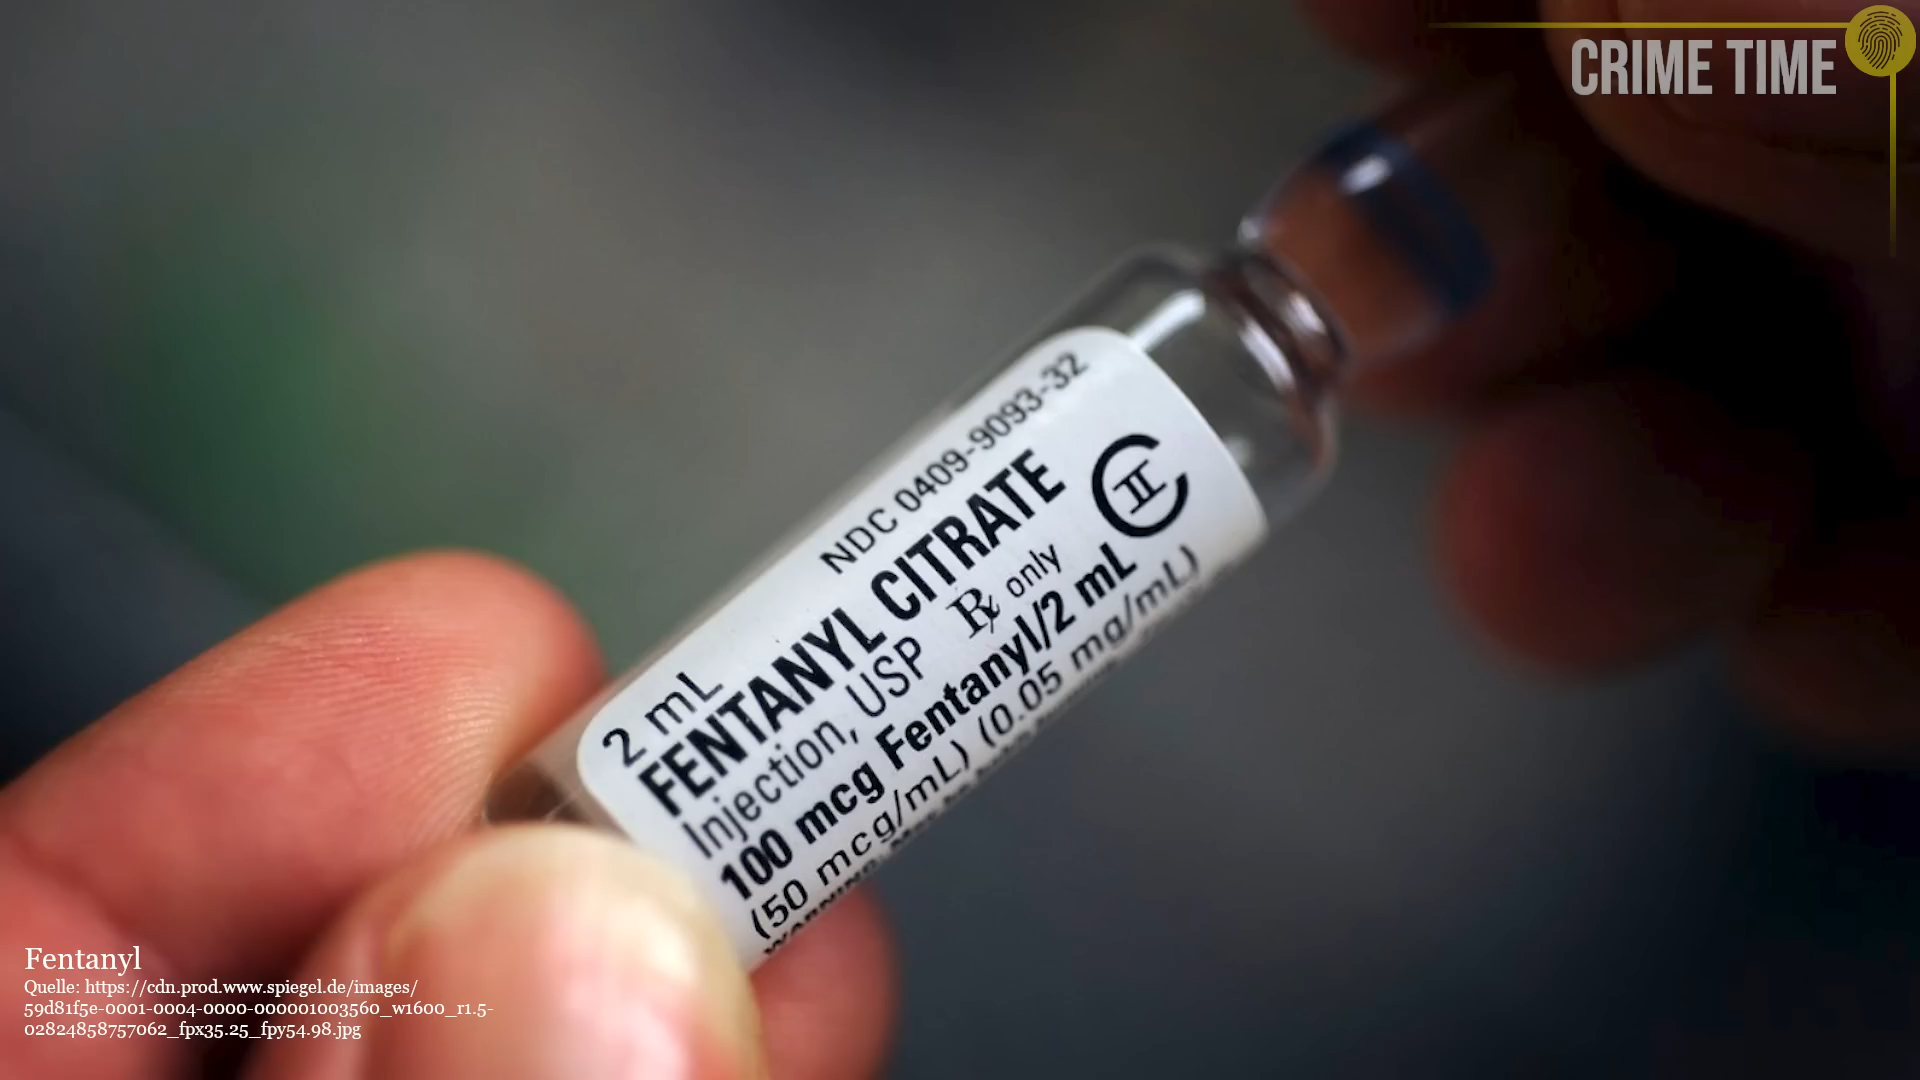 CRIME TIME
NDC 0409-9093-32
2 mL
FENTANYL CITRATE
CII
Injection, USP
Rx only
100 mcg Fentanyl/2 mL
(50 mcg/mL) (0.05 mg/mL)
Fentanyl
Quelle: https://cdn.prod.www.spiegel.de/images/
59d81f5e-0001-0004-0000-000001003560_w1600_r1.5-
02824858757062_fpx35.25_fpy54.98.jpg